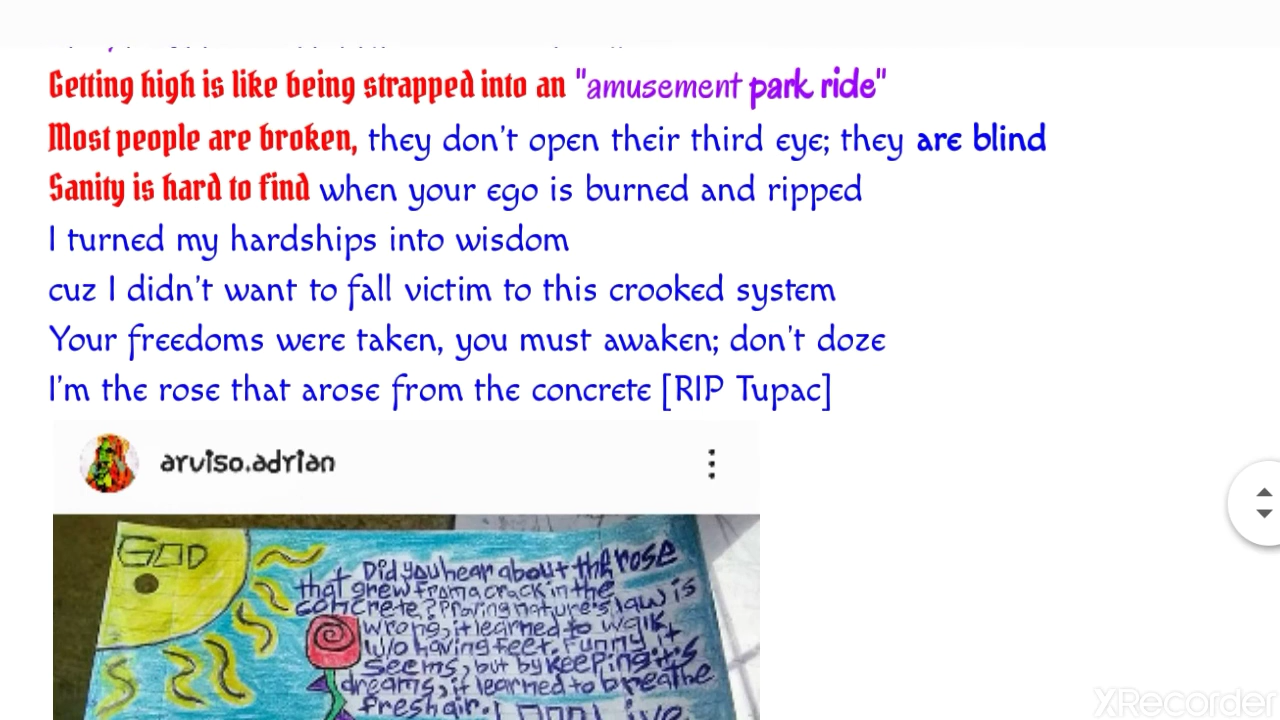 Getting high is like being strapped into an "amusement park ride"
Most people are broken, they don't open their third eye; they are blind
Sanity is hard to find when your ego is burned and ripped
I turned my hardships into wisdom
cuz I didn't want to fall victim to this crooked system
Your freedoms were taken, you must awaken; don't doze
I'm the rose that arose from the concrete [RIP Tupac]
aruiso.adrian
GOD
Did you hear about the rose
that grew from a crack in the
concrete? Proving nature's law is
wrong, it learned to walk
w/o having feet. Funny it
seems, but by keeping it's
dreams, it learned to breathe
fresh air.
XRecorder